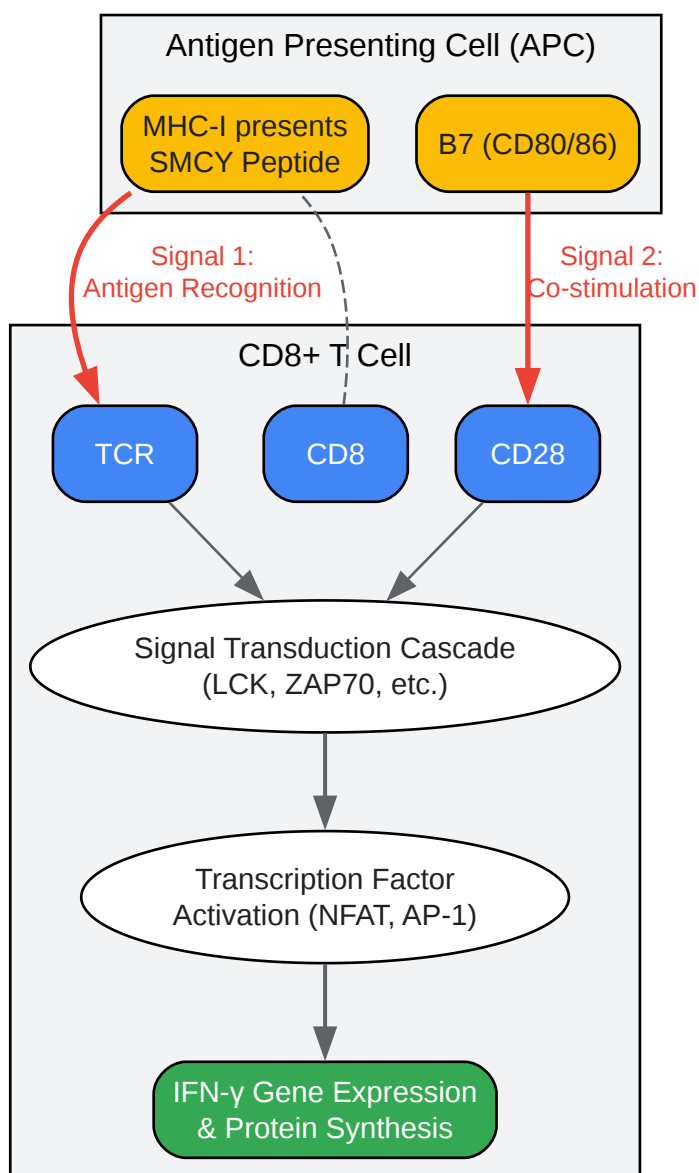 Antigen Presenting Cell (APC)
MHC-I presents
SMCY Peptide
B7 (CD80/86)
Signal 1:
Antigen Recognition
Signal 2:
Co-stimulation
CD8+ T Cell
TCR
CD8
CD28
Signal Transduction Cascade
(LCK, ZAP70, etc.)
Transcription Factor
Activation (NFAT, AP-1)
IFN-γ Gene Expression
& Protein Synthesis